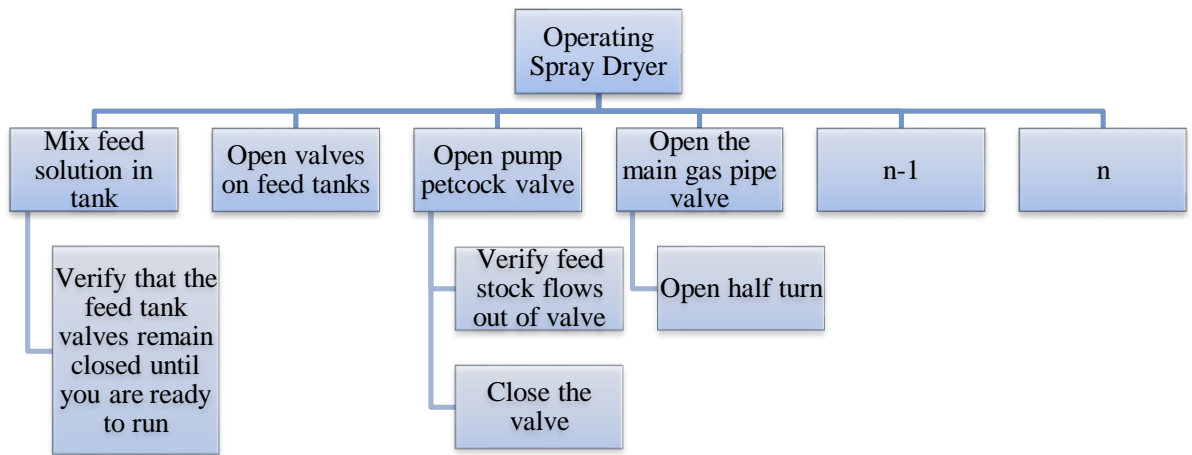 Operating
Spray Dryer
Mix feed
solution in
tank
Open valves
on feed tanks
Open pump
petcock valve
Open the
main gas pipe
valve
n-1
n
Verify that the
feed tank
valves remain
closed until
you are ready
to run
Verify feed
stock flows
out of valve
Close the
valve
Open half turn